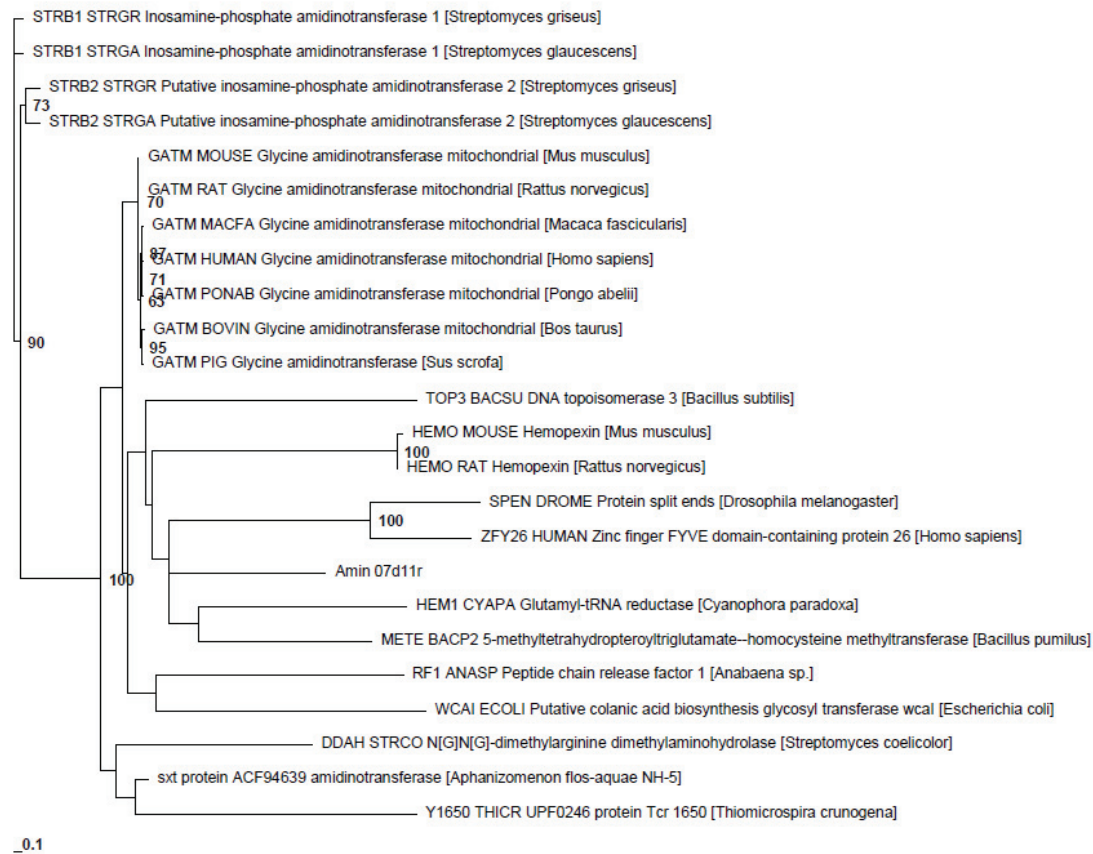 STRB1 STRGR Inosamine-phosphate amidinotransferase 1 [Streptomyces griseus]
STRB1 STRGA Inosamine-phosphate amidinotransferase 1 [Streptomyces glaucescens]
STRB2 STRGR Putative inosamine-phosphate amidinotransferase 2 [Streptomyces griseus]
73
STRB2 STRGA Putative inosamine-phosphate amidinotransferase 2 [Streptomyces glaucescens]
GATM MOUSE Glycine amidinotransferase mitochondrial [Mus musculus]
GATM RAT Glycine amidinotransferase mitochondrial [Rattus norvegicus]
70
GATM MACFA Glycine amidinotransferase mitochondrial [Macaca fascicularis]
GATM HUMAN Glycine amidinotransferase mitochondrial [Homo sapiens]
71
GATM PONAB Glycine amidinotransferase mitochondrial [Pongo abelii]
63
GATM BOVIN Glycine amidinotransferase mitochondrial [Bos taurus]
90
95
GATM PIG Glycine amidinotransferase [Sus scrofa]
TOP3 BACSU DNA topoisomerase 3 [Bacillus subtilis]
HEMO MOUSE Hemopexin [Mus musculus]
100
HEMO RAT Hemopexin [Rattus norvegicus]
SPEN DROME Protein split ends [Drosophila melanogaster]
100
ZFY26 HUMAN Zinc finger FYVE domain-containing protein 26 [Homo sapiens]
Amin 07d11r
100
HEM1 CYAPA Glutamyl-tRNA reductase [Cyanophora paradoxa]
METE BACP2 5-methyltetrahydropteroyltriglutamate--homocysteine methyltransferase [Bacillus pumilus]
RF1 ANASP Peptide chain release factor 1 [Anabaena sp.]
WCAI ECOLI Putative colanic acid biosynthesis glycosyl transferase wcaI [Escherichia coli]
DDAH STRCO N[G]N[G]-dimethylarginine dimethylaminohydrolase [Streptomyces coelicolor]
sxt protein ACF94639 amidinotransferase [Aphanizomenon flos-aquae NH-5]
Y1650 THICR UPF0246 protein Tcr 1650 [Thiomicrospira crunogena]
_0.1